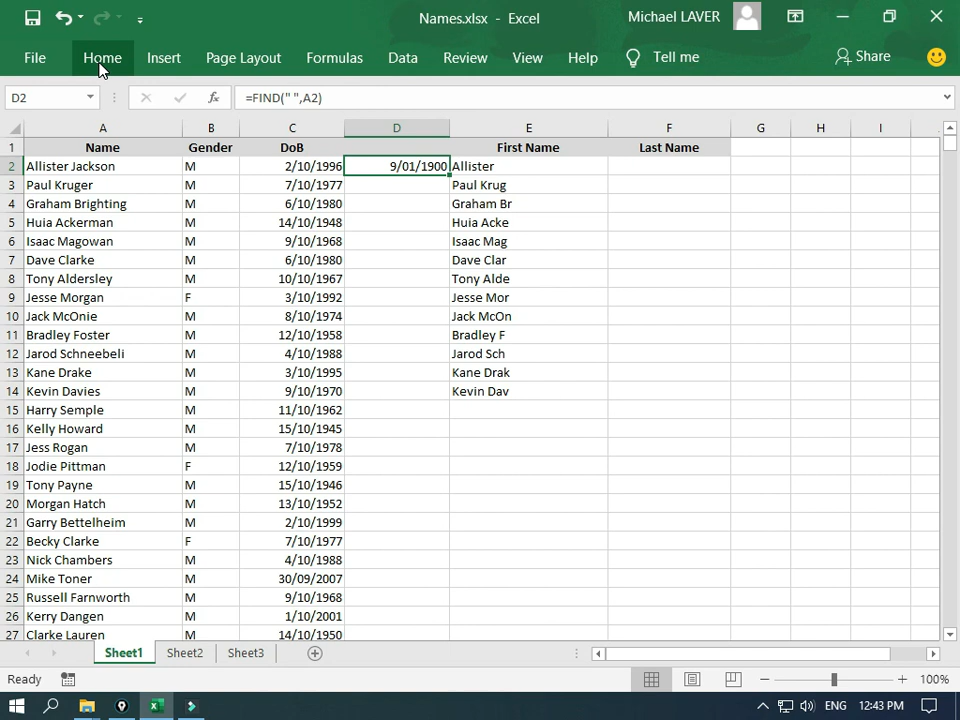 Names.xlsx - Excel
Michael LAVER
File Home Insert Page Layout Formulas Data Review View Help Tell me Share
D2 fx =FIND(" ",A2)
A B C D E F G H I
1 Name Gender DoB First Name Last Name
2 Allister Jackson M 2/10/1996 9/01/1900 Allister
3 Paul Kruger M 7/10/1977 Paul Krug
4 Graham Brighting M 6/10/1980 Graham Br
5 Huia Ackerman M 14/10/1948 Huia Acke
6 Isaac Magowan M 9/10/1968 Isaac Mag
7 Dave Clarke M 6/10/1980 Dave Clar
8 Tony Aldersley M 10/10/1967 Tony Alde
9 Jesse Morgan F 3/10/1992 Jesse Mor
10 Jack McOnie M 8/10/1974 Jack McOn
11 Bradley Foster M 12/10/1958 Bradley F
12 Jarod Schneebeli M 4/10/1988 Jarod Sch
13 Kane Drake M 3/10/1995 Kane Drak
14 Kevin Davies M 9/10/1970 Kevin Dav
15 Harry Semple M 11/10/1962
16 Kelly Howard M 15/10/1945
17 Jess Rogan M 7/10/1978
18 Jodie Pittman F 12/10/1959
19 Tony Payne M 15/10/1946
20 Morgan Hatch M 13/10/1952
21 Garry Bettelheim M 2/10/1999
22 Becky Clarke F 7/10/1977
23 Nick Chambers M 4/10/1988
24 Mike Toner M 30/09/2007
25 Russell Farnworth M 9/10/1968
26 Kerry Dangen M 1/10/2001
27 Clarke Lauren M 14/10/1950
Sheet1 Sheet2 Sheet3
Ready 100%
ENG 12:43 PM